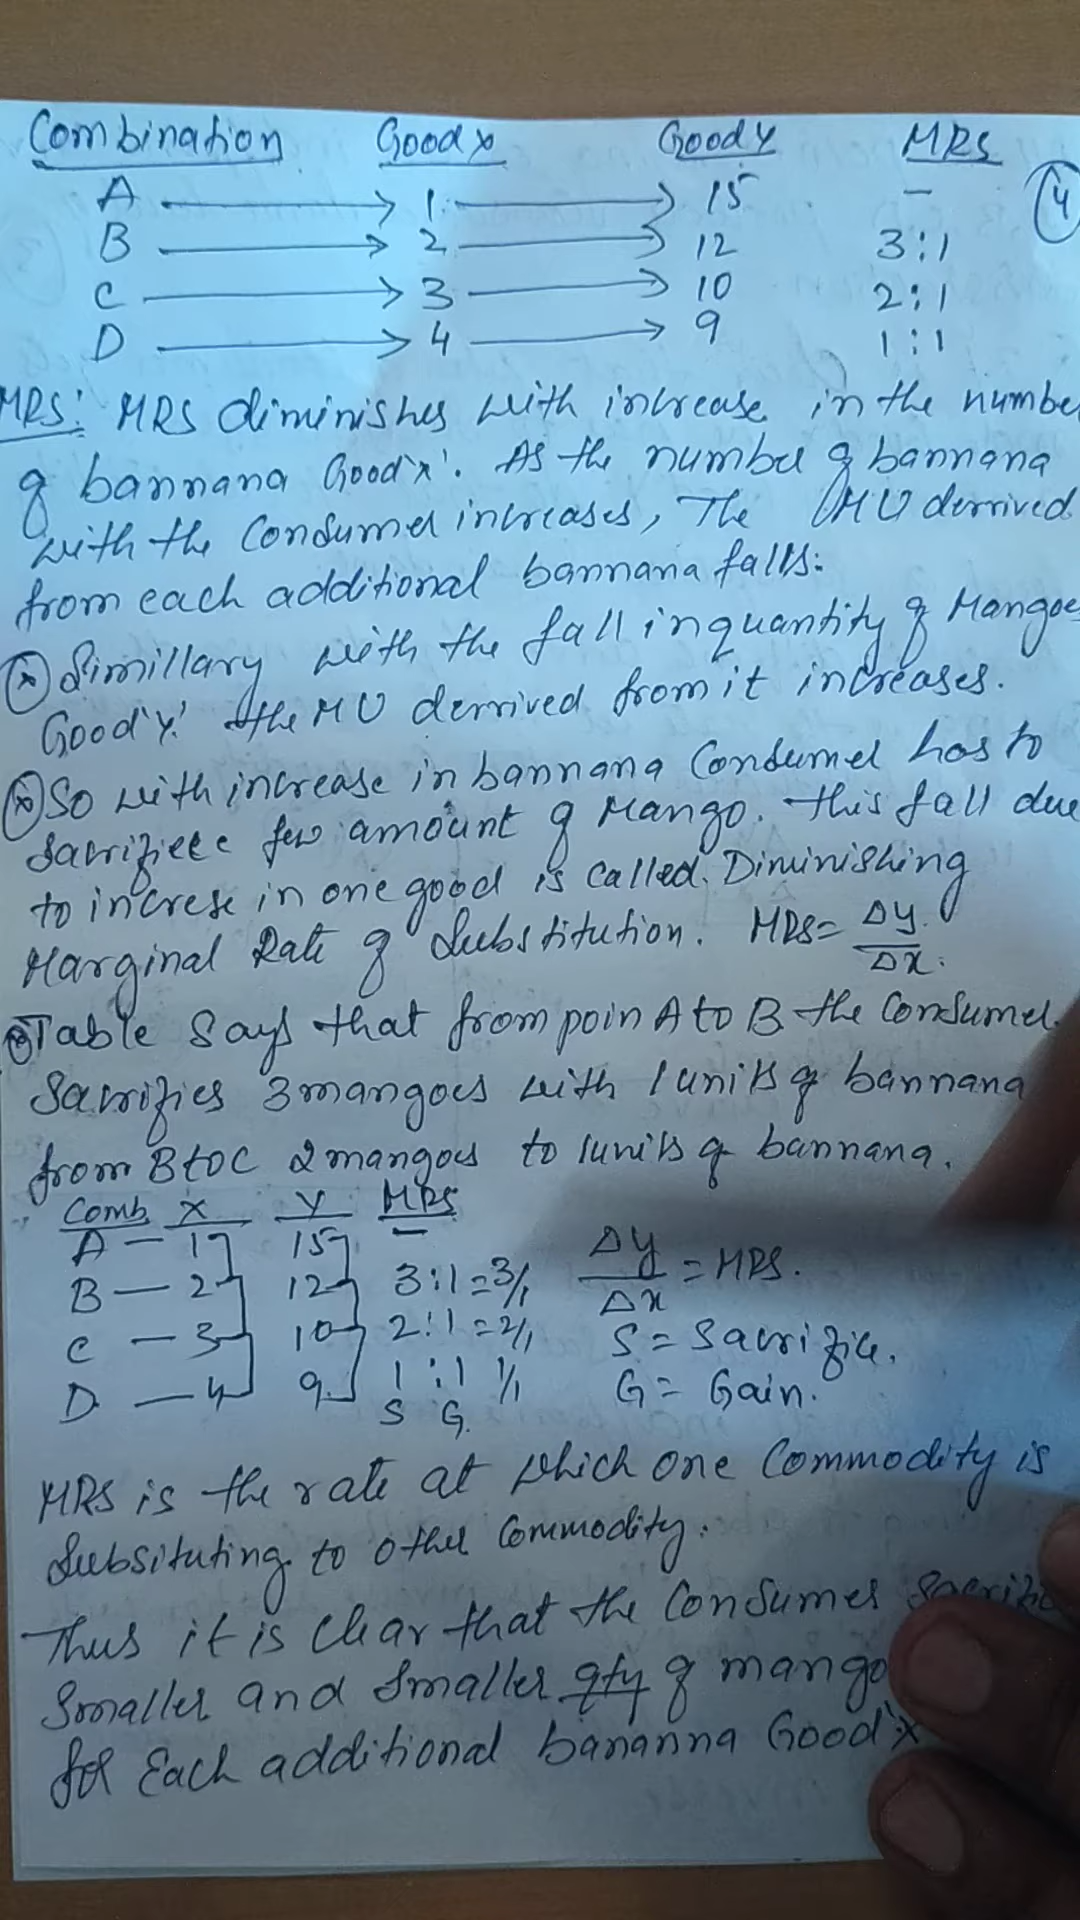 Combination Good x Good y MRS
A → 1 → 15 –
4
B → 2 → 12 3:1
C → 3 → 10 2:1
D → 4 → 9 1:1
MRS: MRS diminishes with increase in the numbe
of bannana Good 'x'. As the number of bannana
with the Consumer increases, The MU derrived
from each additional bannana falls.
Simillary with the fall in quantity of Mangoes
Good 'y' the MU derrived from it increases.
So with increase in bannana Consumer has to
few amount of Mango. this fall due
to increse in one good is called Diminishing
Marginal Rate of Substitution. MRS = Δy/Δx.
Table Says that from poin A to B the Consumer.
Sacrifies 3 mangoes with 1 units of bannana
from B to C 2 mangoes to 1 units of bannana.
Comb x y MRS
A – 1 15 – Δy/Δx = MRS.
B – 2 12 3:1 = 3/1
C – 3 10 2:1 = 2/1 S = Sacrifice.
D – 4 9 1:1 1/1 G = Gain.
S G.
MRS is the rate at which one Commodity is
Subsituting to other Commodity.
Thus it is clear that the Consumer
Smaller and Smaller qty of mango
for Each additional bananna Good 'x